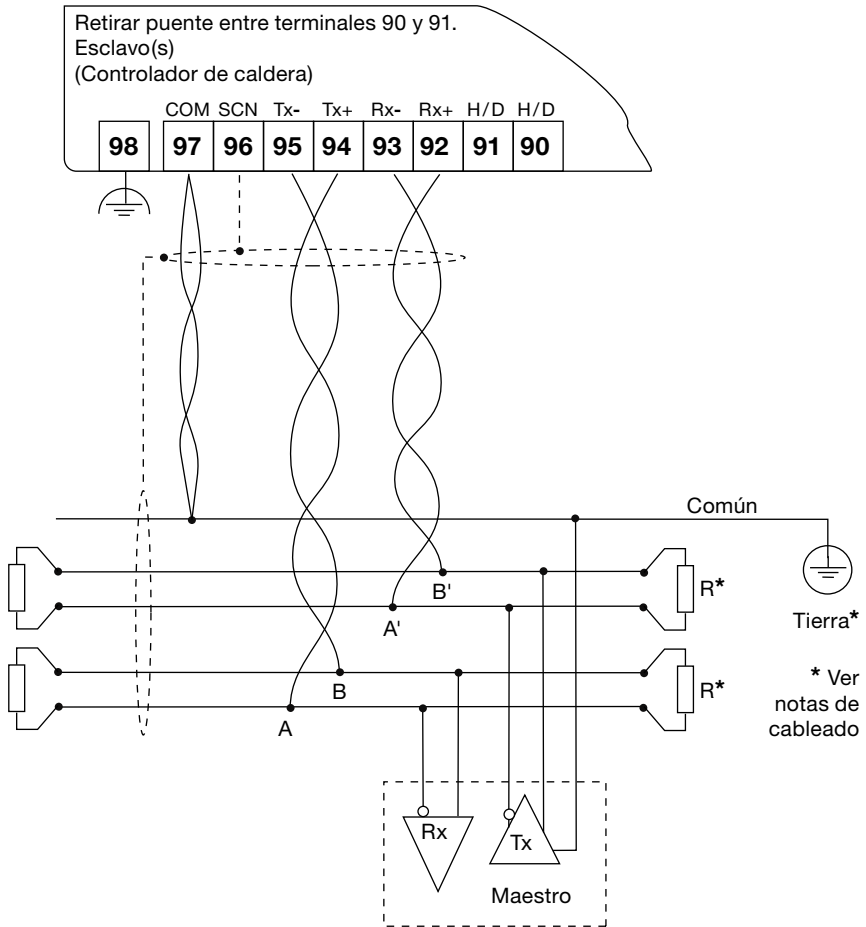 Retirar puente entre terminales 90 y 91.
Esclavo(s)
(Controlador de caldera)
COM SCN Tx- Tx+ Rx- Rx+ H/D H/D
98 97 96 95 94 93 92 91 90
Común
B'
R*
A'
Tierra*
B
R*
* Ver
notas de
cableado
A
Rx
Tx
Maestro